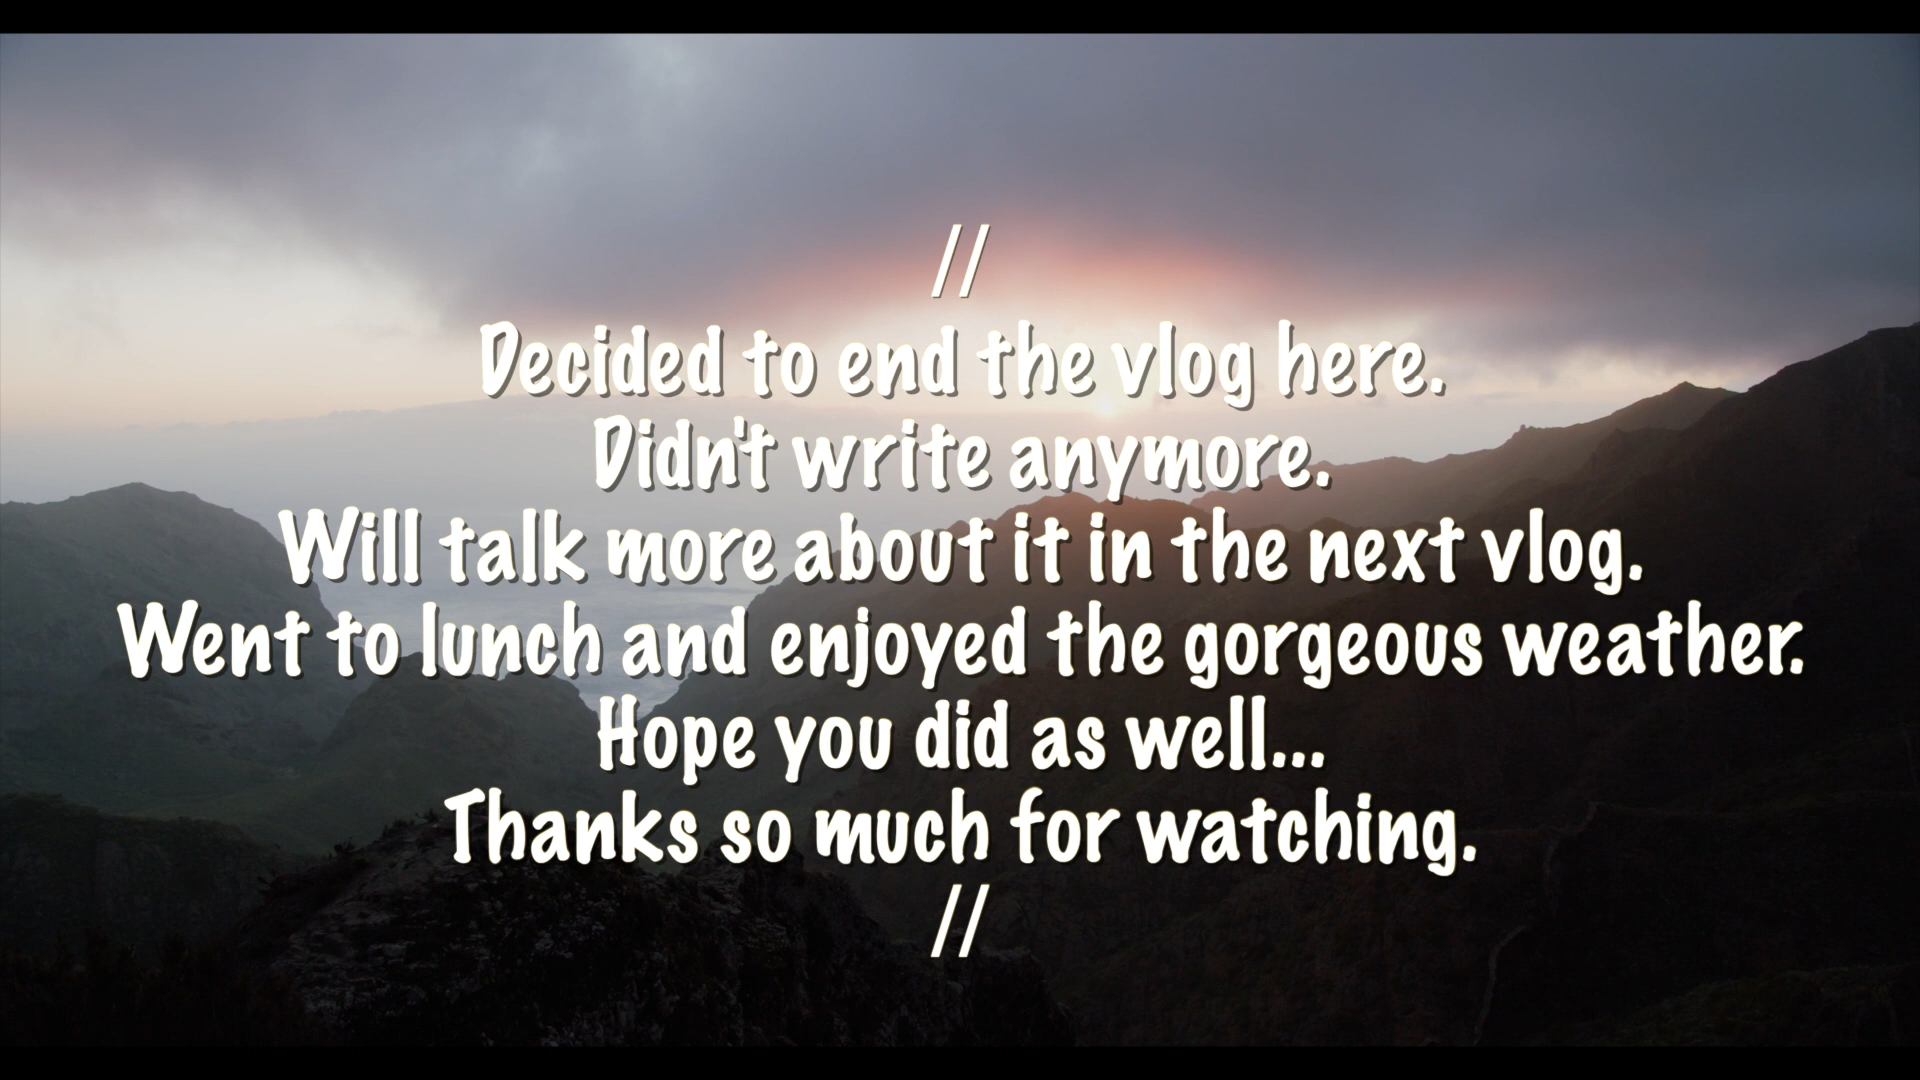 //
Decided to end the vlog here.
Didn't write anymore.
Will talk more about it in the next vlog.
Went to lunch and enjoyed the gorgeous weather.
Hope you did as well...
Thanks so much for watching.
//